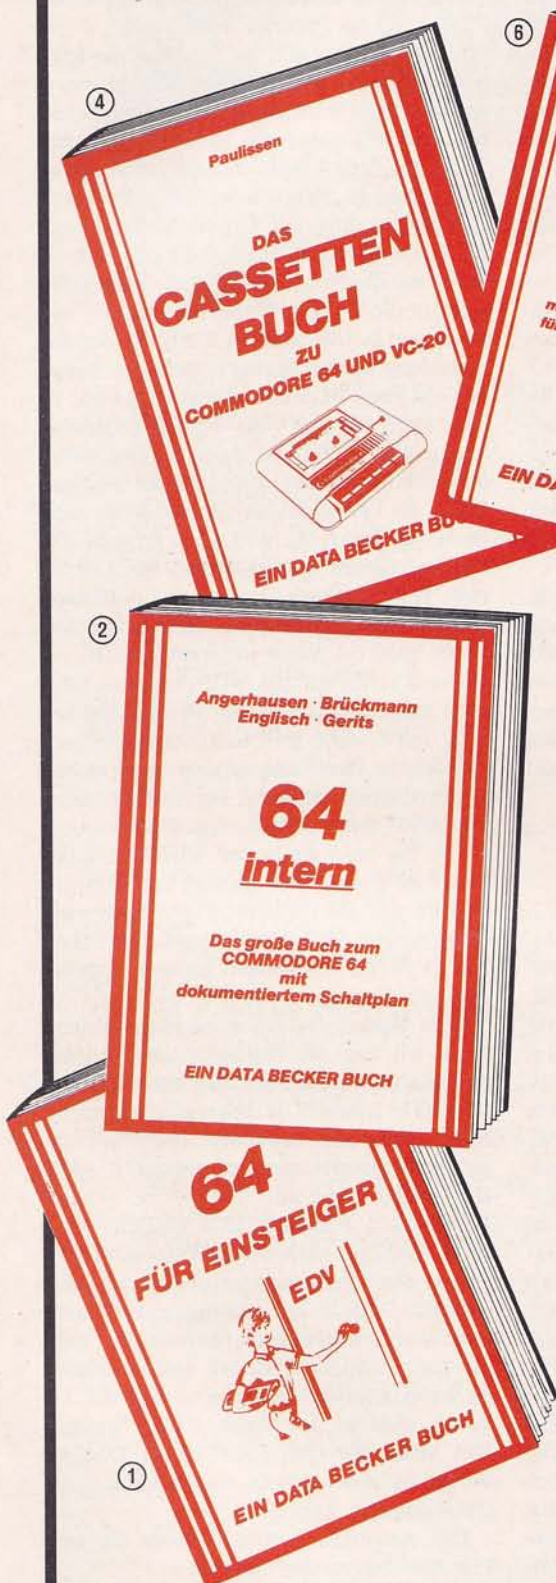 ④
Paulissen
DAS
CASSETTEN
BUCH
ZU
COMMODORE 64 UND VC-20
EIN DATA BECKER
⑥
EIN
②
Angerhausen · Brückmann
Englisch · Gerits
64
intern
Das große Buch zum
COMMODORE 64
mit
dokumentiertem Schaltplan
EIN DATA BECKER BUCH
①
64
FÜR EINSTEIGER
EDV
EIN DATA BECKER BUCH